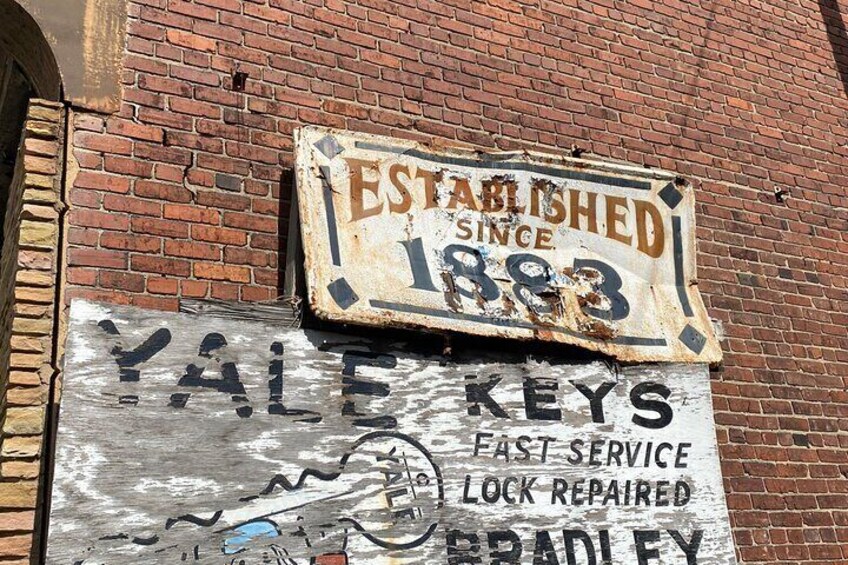 ESTABLISHED
SINCE
1883
YALE KEYS
FAST SERVICE
LOCK REPAIRED
YALE
BRADLEY